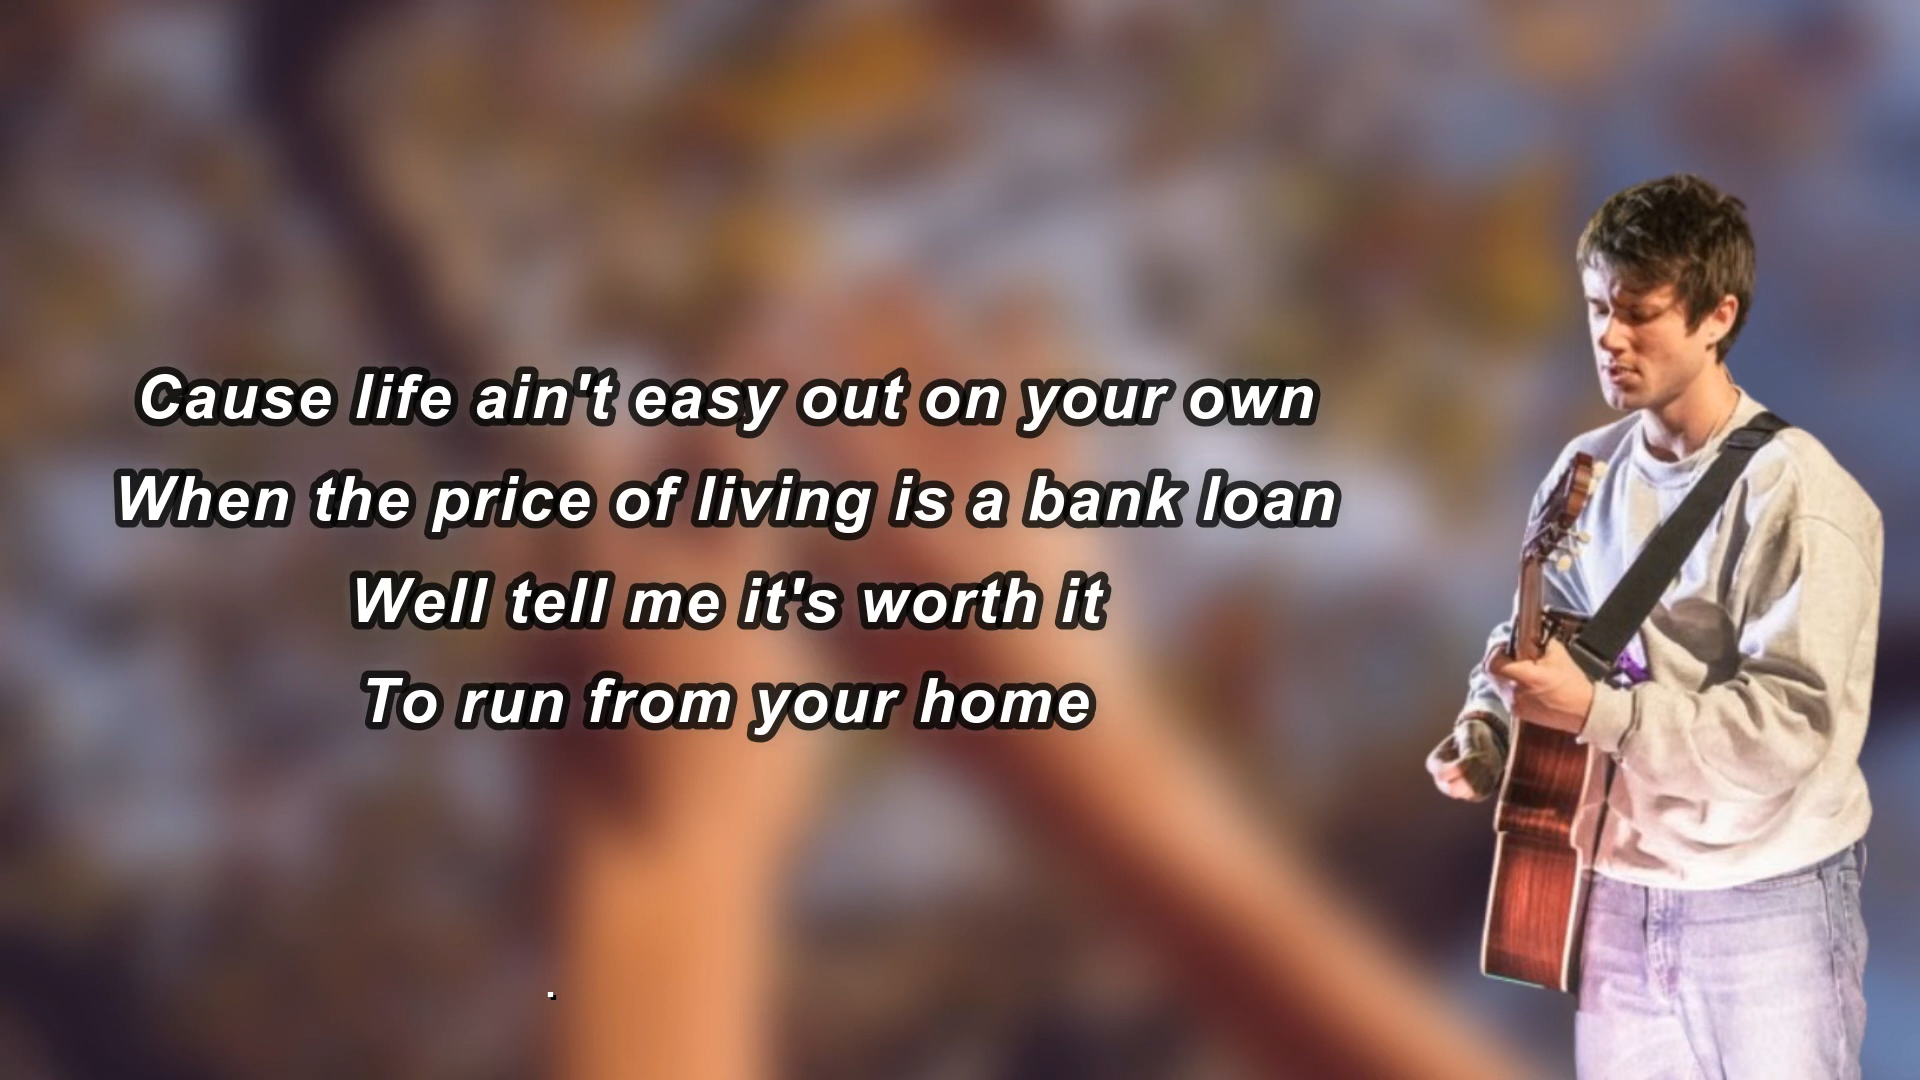 Cause life ain't easy out on your own
When the price of living is a bank loan
Well tell me it's worth it
To run from your home
.